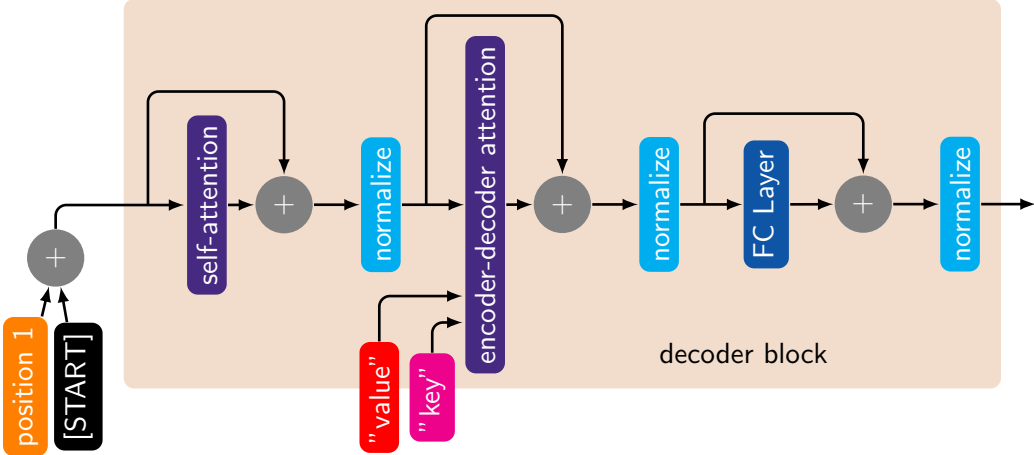 position 1
[START]
self-attention
normalize
"value"
"key"
encoder-decoder attention
normalize
FC Layer
normalize
decoder block
+
+
+
+